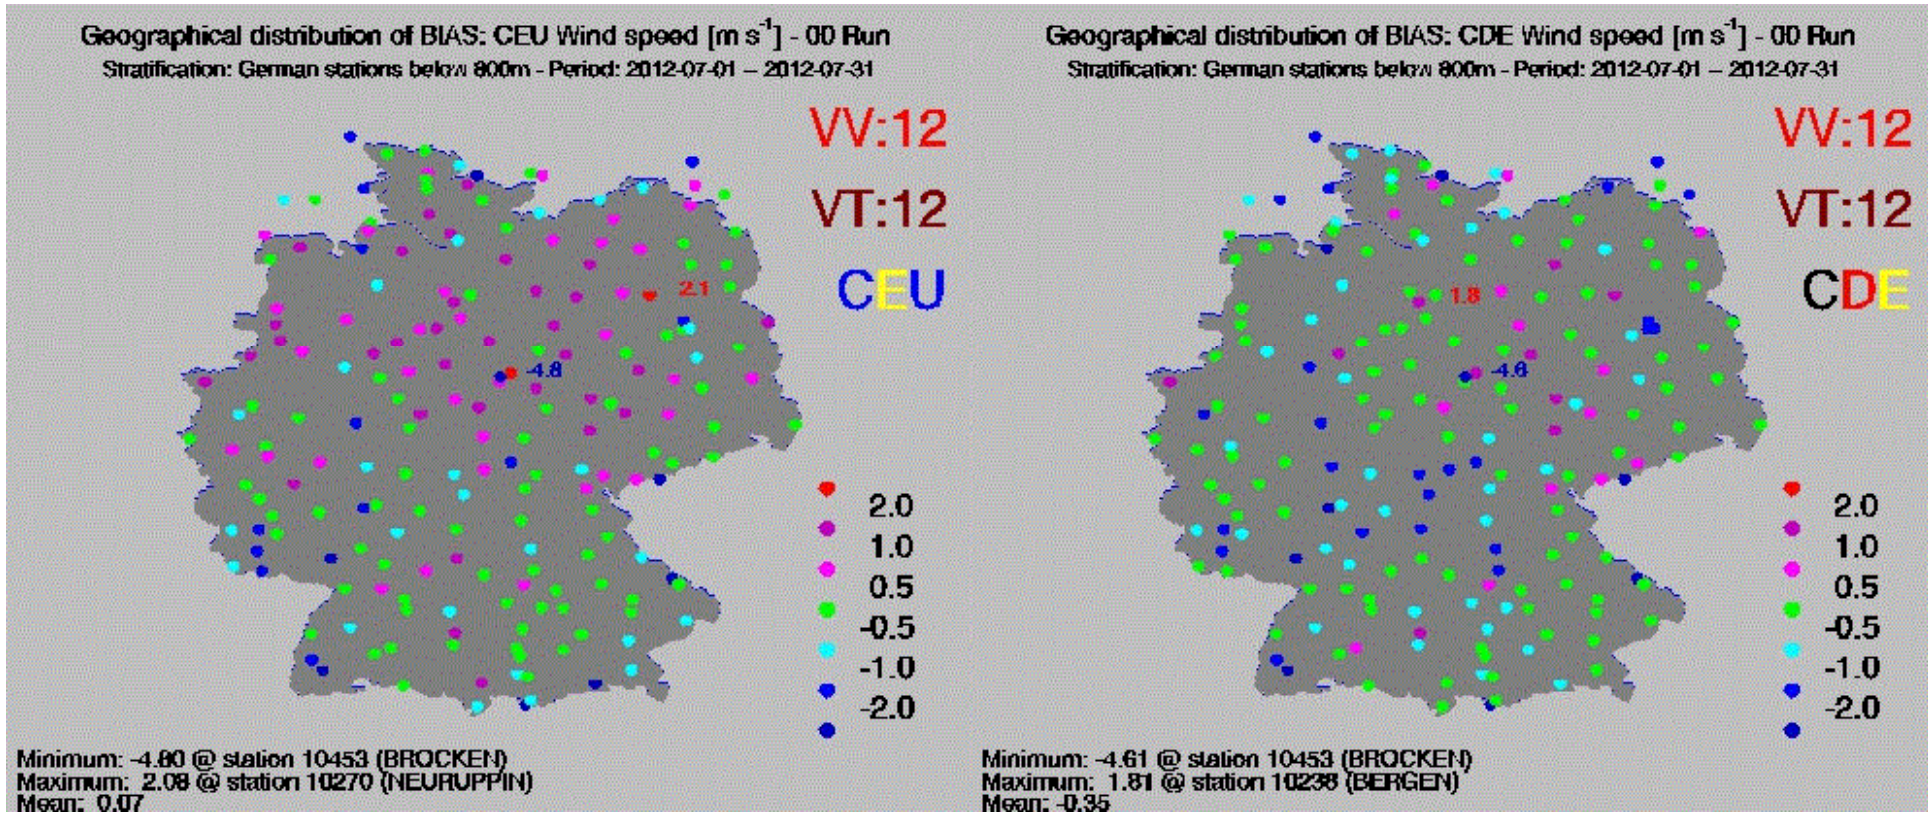 Geographical distribution of BIAS: CEU Wind speed [m s⁻¹] - 00 Run
Stratification: German stations below 800m - Period: 2012-07-01 – 2012-07-31
VV:12
VT:12
CEU
2.1
-4.8
2.0
1.0
0.5
-0.5
-1.0
-2.0
Minimum: -4.80 @ station 10453 (BROCKEN)
Maximum: 2.08 @ station 10270 (NEURUPPIN)
Mean: 0.07
Geographical distribution of BIAS: CDE Wind speed [m s⁻¹] - 00 Run
Stratification: German stations below 800m - Period: 2012-07-01 – 2012-07-31
VV:12
VT:12
CDE
1.8
-4.6
2.0
1.0
0.5
-0.5
-1.0
-2.0
Minimum: -4.61 @ station 10453 (BROCKEN)
Maximum: 1.81 @ station 10238 (BERGEN)
Mean: -0.35